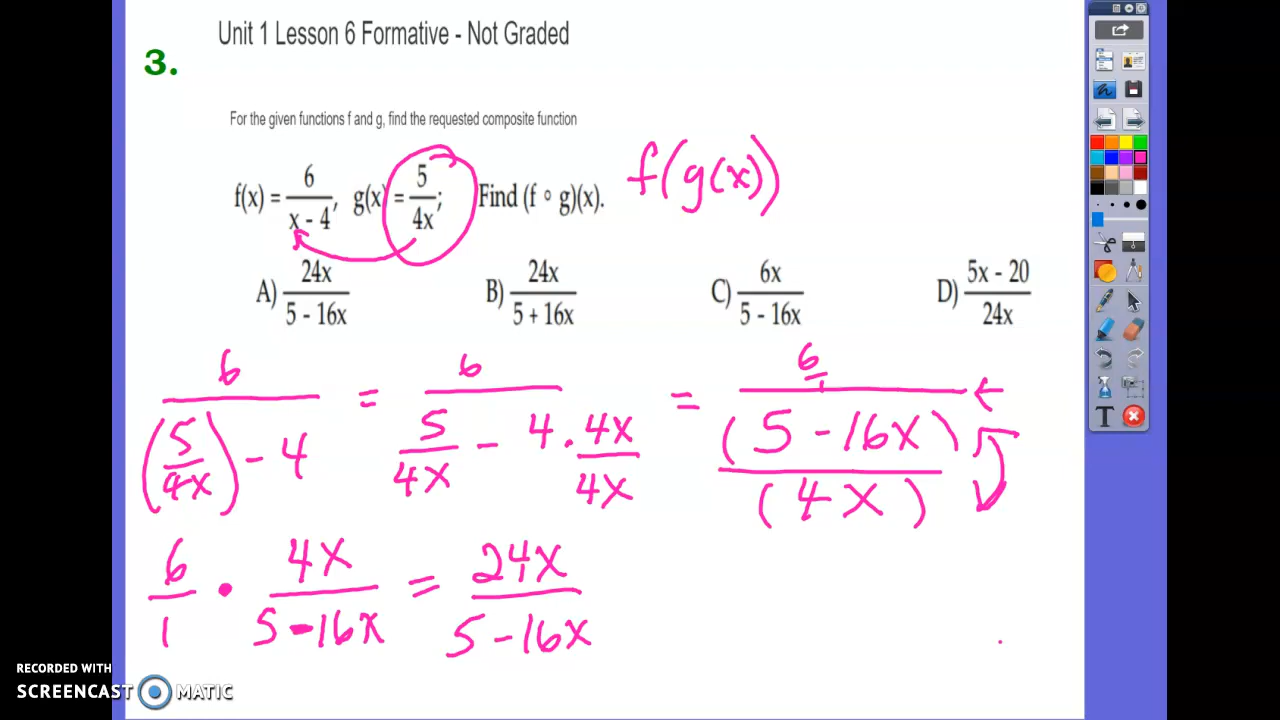 Unit 1 Lesson 6 Formative - Not Graded
3.
For the given functions f and g, find the requested composite function
f(x) = 6/(x - 4), g(x) = 5/(4x); Find (f ∘ g)(x). f(g(x))
A) 24x/(5 - 16x) B) 24x/(5 + 16x) C) 6x/(5 - 16x) D) (5x - 20)/(24x)
6/((5/4x) - 4) = 6/(5/4x - 4 · 4x/4x) = (6/1)/((5 - 16x)/(4x))
6/1 · 4x/(5 - 16x) = 24x/(5 - 16x)
T
RECORDED WITH
SCREENCAST MATIC